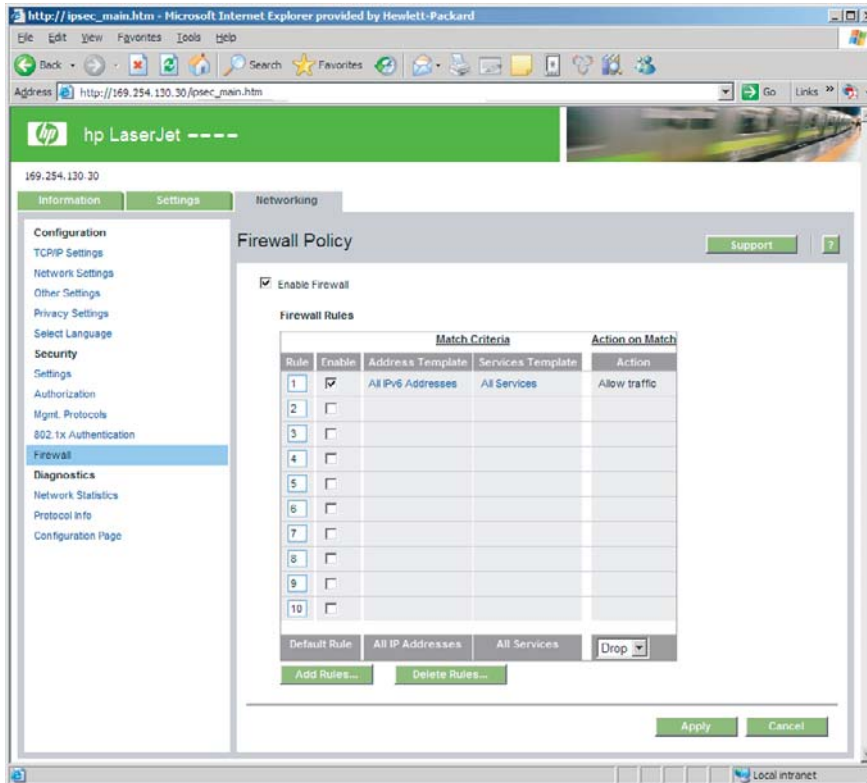 http://ipsec_main.htm - Microsoft Internet Explorer provided by Hewlett-Packard
File Edit View Favorites Tools Help
Back Search Favorites
Address http://169.254.130.30/ipsec_main.htm Go Links »
hp hp LaserJet ----
169.254.130.30
Information Settings Networking
Configuration
TCP/IP Settings
Network Settings
Other Settings
Privacy Settings
Select Language
Security
Settings
Authorization
Mgmt. Protocols
802.1x Authentication
Firewall
Diagnostics
Network Statistics
Protocol Info
Configuration Page
Firewall Policy
Support ?
Enable Firewall
Firewall Rules
Match Criteria Action on Match
Rule Enable Address Template Services Template Action
1 All IPv6 Addresses All Services Allow traffic
2
3
4
5
6
7
8
9
10
Default Rule All IP Addresses All Services Drop
Add Rules... Delete Rules...
Apply Cancel
Local intranet